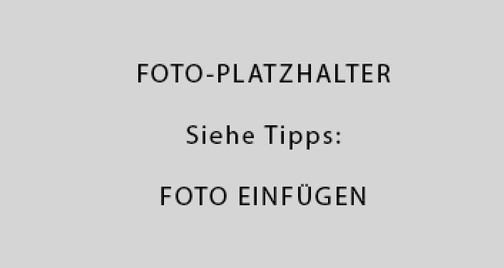 FOTO-PLATZHALTER
Siehe Tipps:
FOTO EINFÜGEN